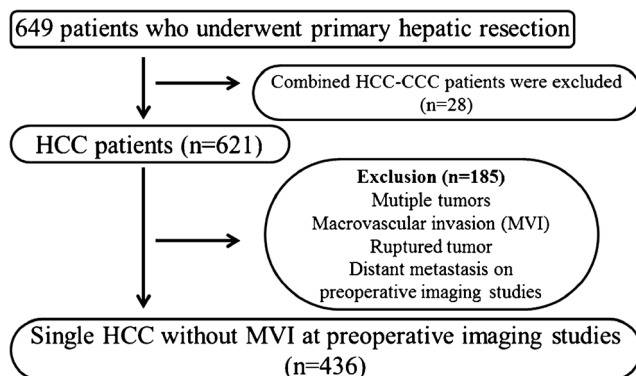 649 patients who underwent primary hepatic resection
Combined HCC-CCC patients were excluded
(n=28)
HCC patients (n=621)
Exclusion (n=185)
Mutiple tumors
Macrovascular invasion (MVI)
Ruptured tumor
Distant metastasis on
preoperative imaging studies
Single HCC without MVI at preoperative imaging studies
(n=436)